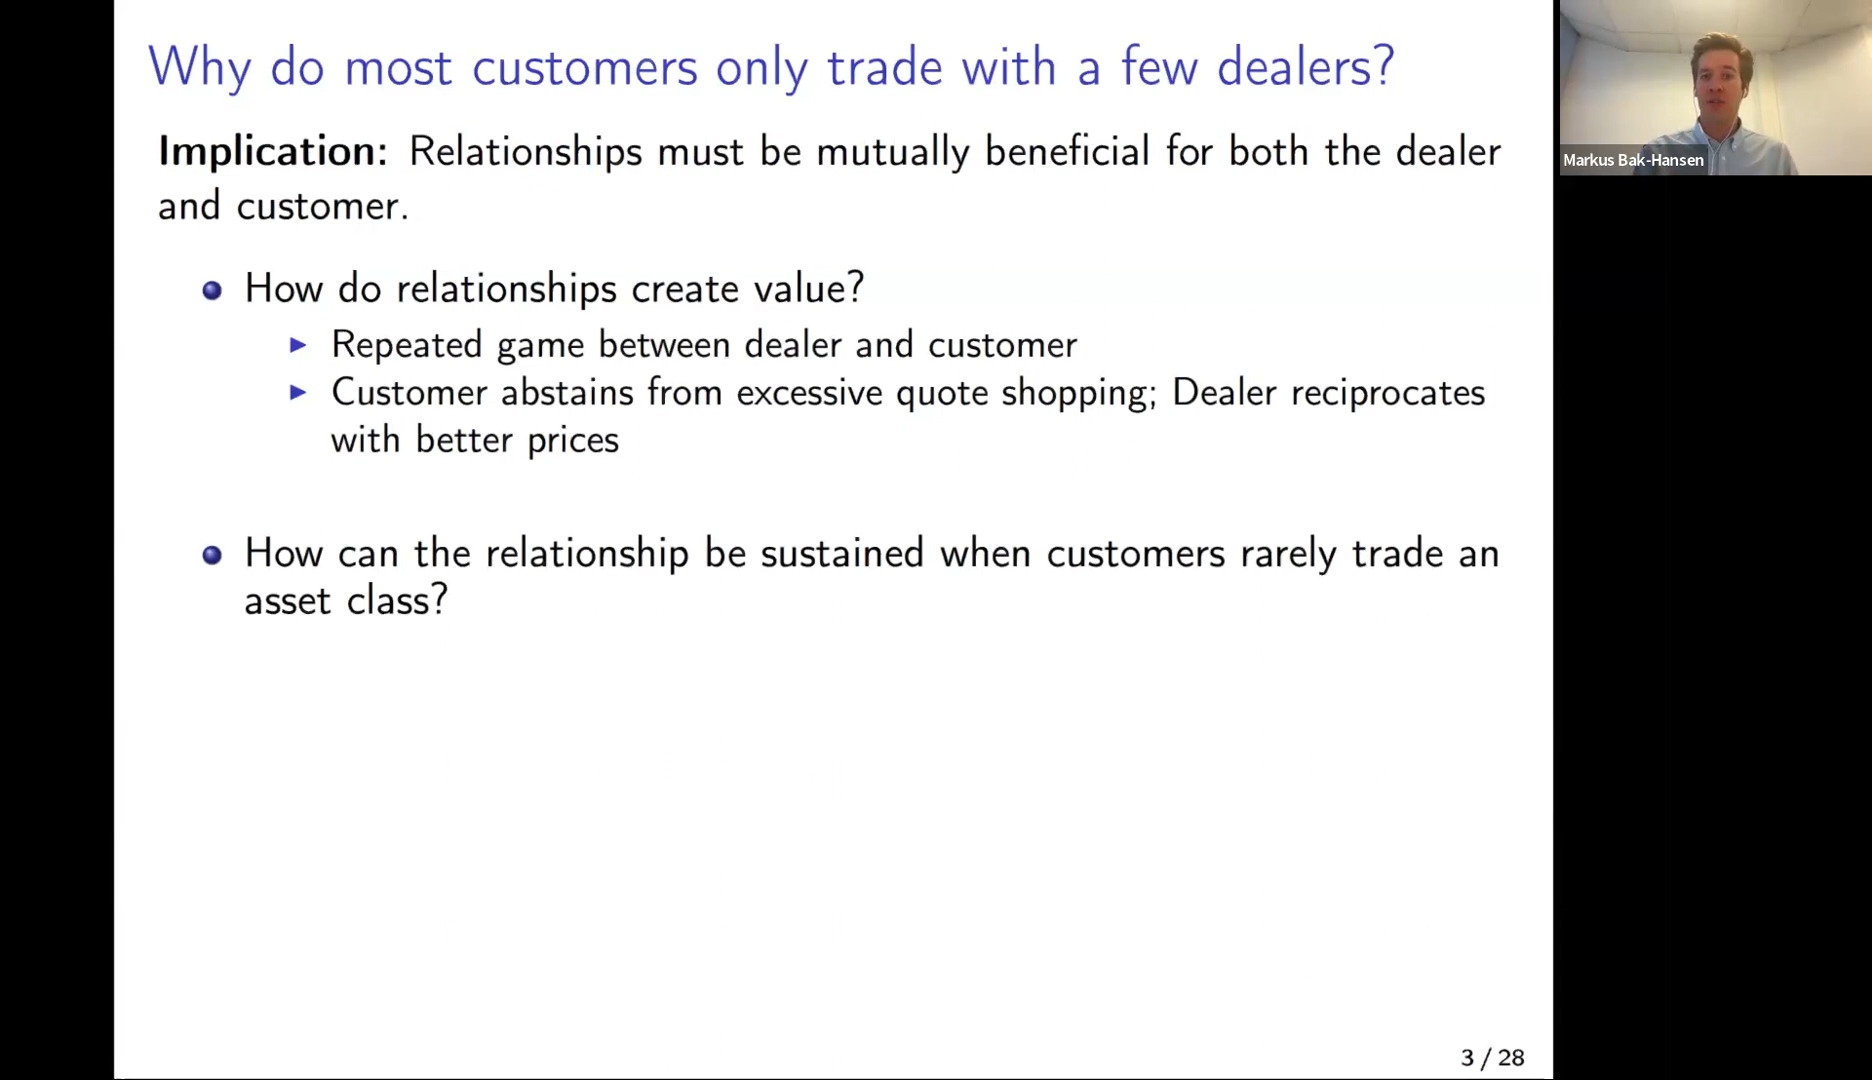 Why do most customers only trade with a few dealers?
Implication: Relationships must be mutually beneficial for both the dealer
and customer.
How do relationships create value?
Repeated game between dealer and customer
Customer abstains from excessive quote shopping; Dealer reciprocates
with better prices
How can the relationship be sustained when customers rarely trade an
asset class?
3 / 28
Markus Bak-Hansen